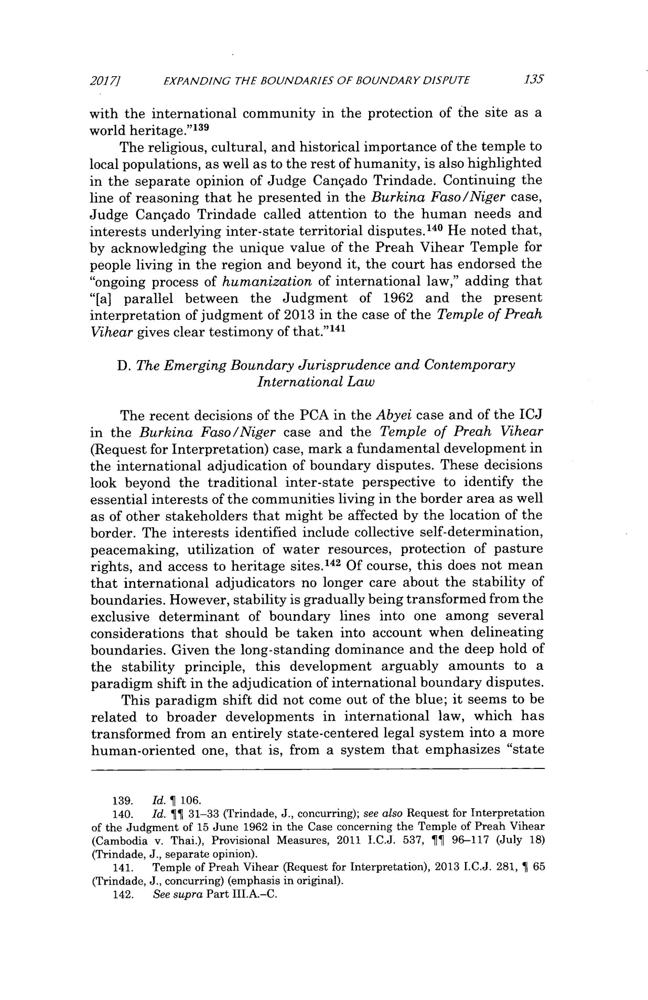 2017] EXPANDING THE BOUNDARIES OF BOUNDARY DISPUTE 135
with the international community in the protection of the site as a
world heritage.”139
The religious, cultural, and historical importance of the temple to
local populations, as well as to the rest of humanity, is also highlighted
in the separate opinion of Judge Cançado Trindade. Continuing the
line of reasoning that he presented in the Burkina Faso/Niger case,
Judge Cançado Trindade called attention to the human needs and
interests underlying inter-state territorial disputes.140 He noted that,
by acknowledging the unique value of the Preah Vihear Temple for
people living in the region and beyond it, the court has endorsed the
“ongoing process of humanization of international law,” adding that
“[a] parallel between the Judgment of 1962 and the present
interpretation of judgment of 2013 in the case of the Temple of Preah
Vihear gives clear testimony of that.”141
D. The Emerging Boundary Jurisprudence and Contemporary
International Law
The recent decisions of the PCA in the Abyei case and of the ICJ
in the Burkina Faso/Niger case and the Temple of Preah Vihear
(Request for Interpretation) case, mark a fundamental development in
the international adjudication of boundary disputes. These decisions
look beyond the traditional inter-state perspective to identify the
essential interests of the communities living in the border area as well
as of other stakeholders that might be affected by the location of the
border. The interests identified include collective self-determination,
peacemaking, utilization of water resources, protection of pasture
rights, and access to heritage sites.142 Of course, this does not mean
that international adjudicators no longer care about the stability of
boundaries. However, stability is gradually being transformed from the
exclusive determinant of boundary lines into one among several
considerations that should be taken into account when delineating
boundaries. Given the long-standing dominance and the deep hold of
the stability principle, this development arguably amounts to a
paradigm shift in the adjudication of international boundary disputes.
This paradigm shift did not come out of the blue; it seems to be
related to broader developments in international law, which has
transformed from an entirely state-centered legal system into a more
human-oriented one, that is, from a system that emphasizes “state
139. Id. ¶ 106.
140. Id. ¶¶ 31–33 (Trindade, J., concurring); see also Request for Interpretation
of the Judgment of 15 June 1962 in the Case concerning the Temple of Preah Vihear
(Cambodia v. Thai.), Provisional Measures, 2011 I.C.J. 537, ¶¶ 96–117 (July 18)
(Trindade, J., separate opinion).
141. Temple of Preah Vihear (Request for Interpretation), 2013 I.C.J. 281, ¶ 65
(Trindade, J., concurring) (emphasis in original).
142. See supra Part III.A.–C.